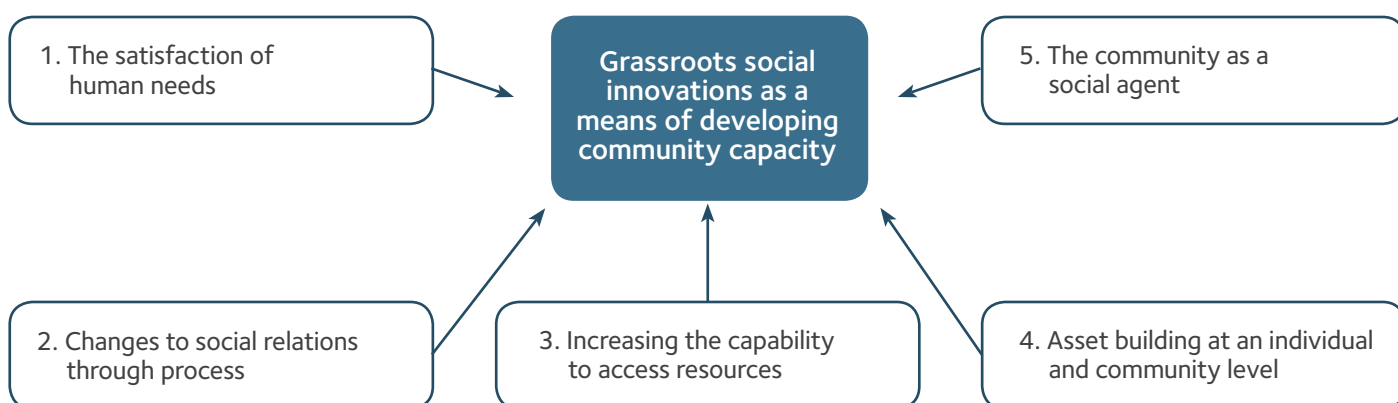 1. The satisfaction of
human needs
Grassroots social
innovations as a
means of developing
community capacity
5. The community as a
social agent
2. Changes to social relations
through process
3. Increasing the capability
to access resources
4. Asset building at an individual
and community level